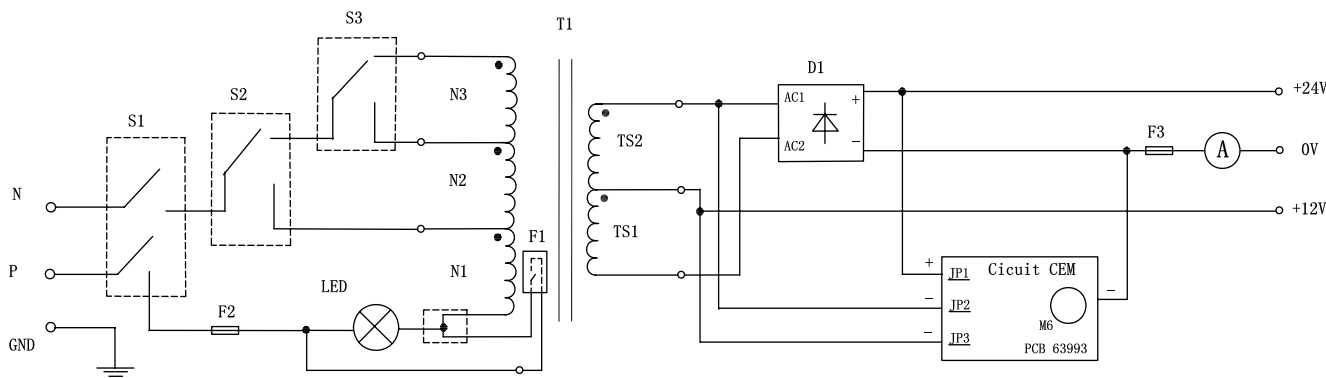 S3
T1
D1
+24V
S2
N3
AC1
+
S1
TS2
AC2
−
F3
A
0V
N
N2
+12V
TS1
F1
P
N1
LED
+
JP1
Cicuit CEM
−
F2
−
JP2
M6
GND
−
JP3
PCB 63993